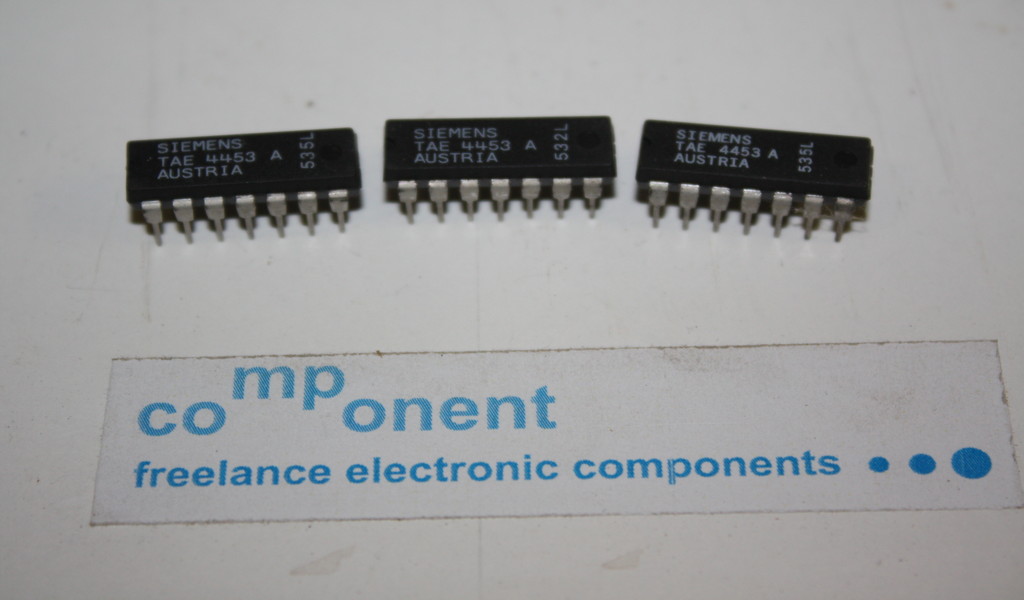 SIEMENS
TAE 4453 A
AUSTRIA
535L
SIEMENS
TAE 4453 A
AUSTRIA
532L
SIEMENS
TAE 4453 A
AUSTRIA
535L
component
freelance electronic components